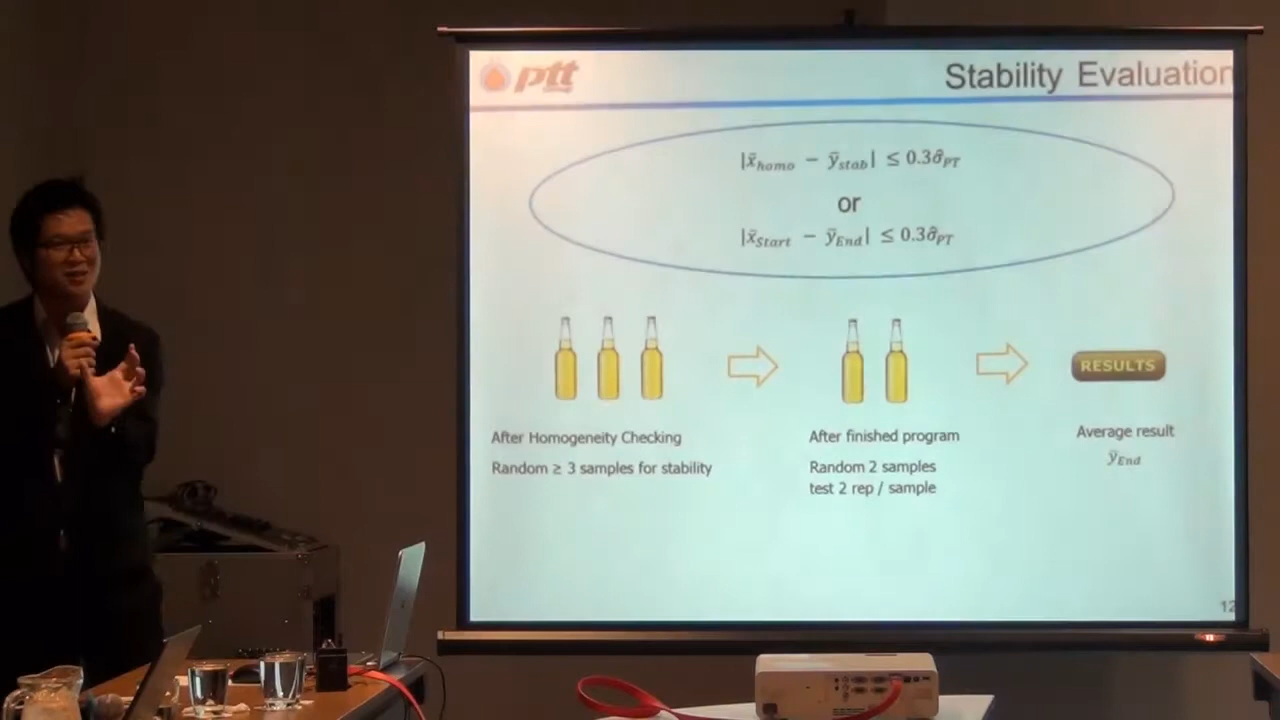 ptt
Stability Evaluation
|x̄homo − ȳstab| ≤ 0.3σ̂PT
or
|x̄Start − ȳEnd| ≤ 0.3σ̂PT
RESULTS
After Homogeneity Checking
Random ≥ 3 samples for stability
After finished program
Random 2 samples
test 2 rep / sample
Average result
ȳEnd
12